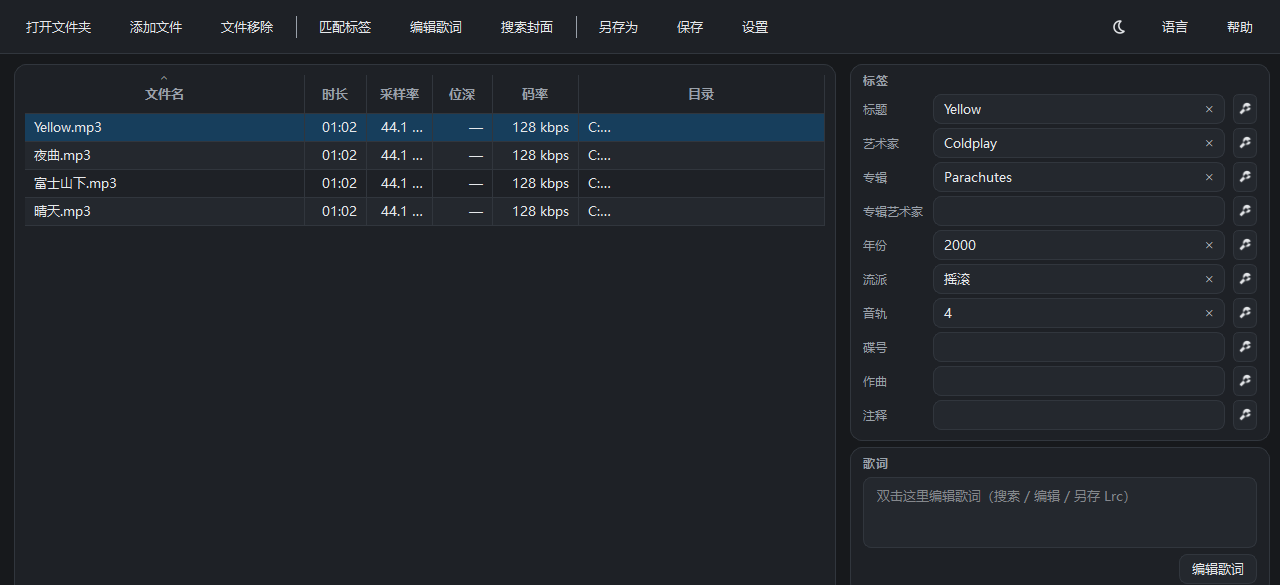 打开文件夹 添加文件 文件移除 匹配标签 编辑歌词 搜索封面 另存为 保存 设置 语言 帮助
文件名 时长 采样率 位深 码率 目录
Yellow.mp3 01:02 44.1 ... — 128 kbps C:...
夜曲.mp3 01:02 44.1 ... — 128 kbps C:...
富士山下.mp3 01:02 44.1 ... — 128 kbps C:...
晴天.mp3 01:02 44.1 ... — 128 kbps C:...
标签
标题 Yellow ×
艺术家 Coldplay ×
专辑 Parachutes ×
专辑艺术家
年份 2000 ×
流派 摇滚 ×
音轨 4 ×
碟号
作曲
注释
歌词
双击这里编辑歌词（搜索 / 编辑 / 另存 Lrc）
编辑歌词